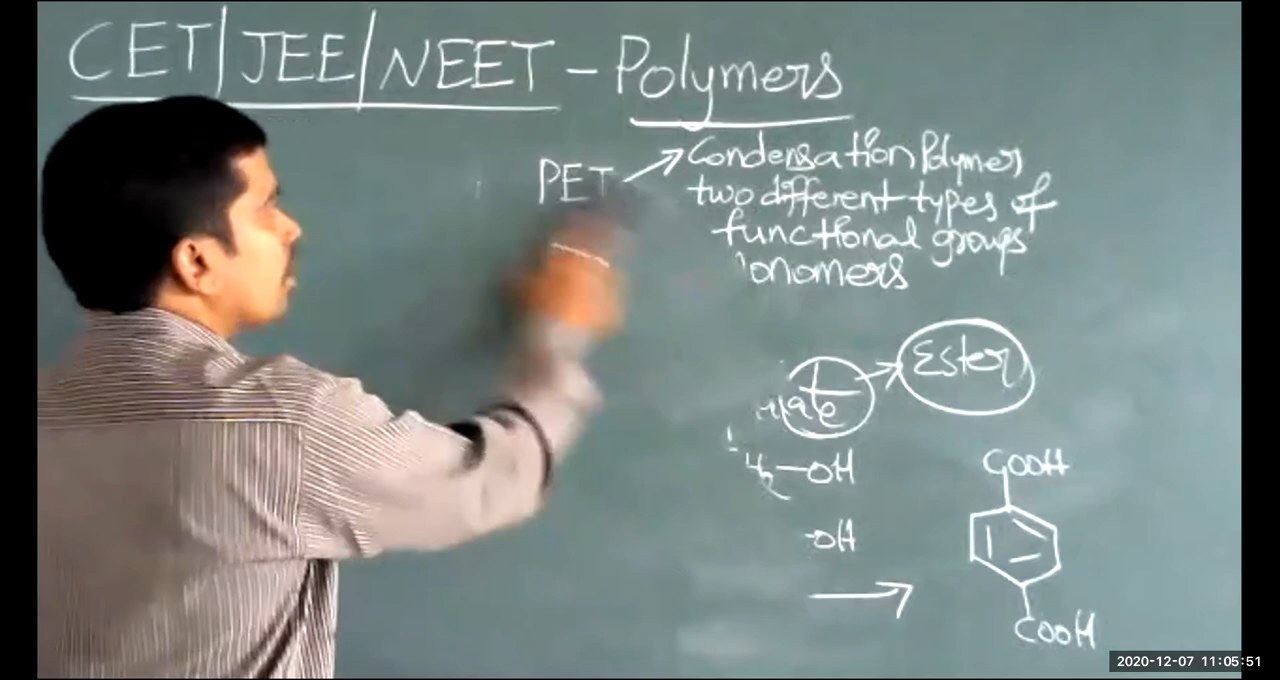 CET/JEE/NEET - Polymers
PET → Condensation Polymer
two different types of
functional groups
onomers
Ester
CH₂-OH
-OH
COOH
COOH
2020-12-07 11:05:51